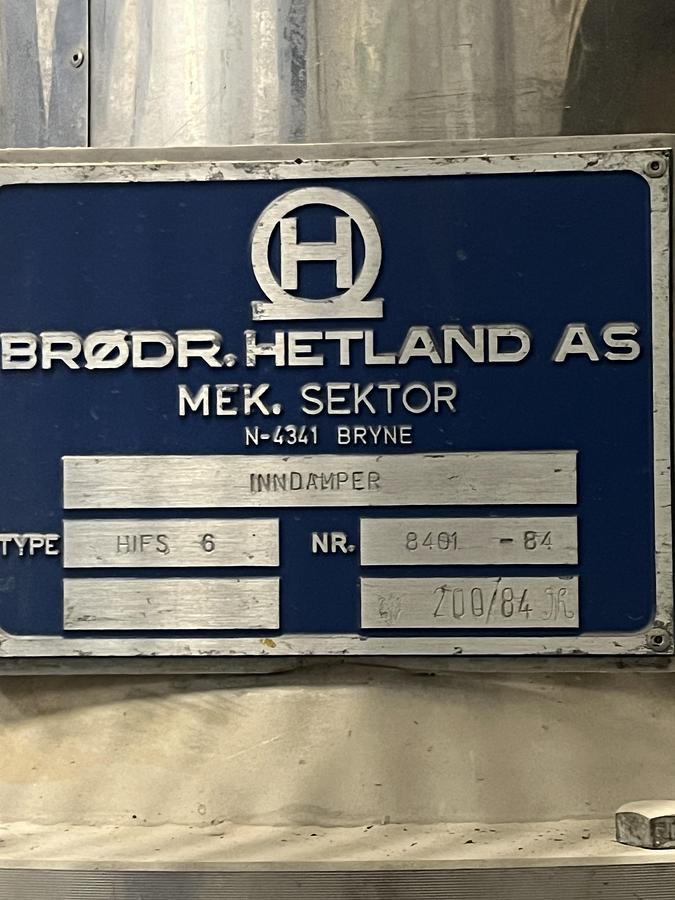 H
BRØDR. HETLAND AS
MEK. SEKTOR
N-4341 BRYNE
INNDAMPER
TYPE HIFS 6 NR. 8401 - 84
200/84